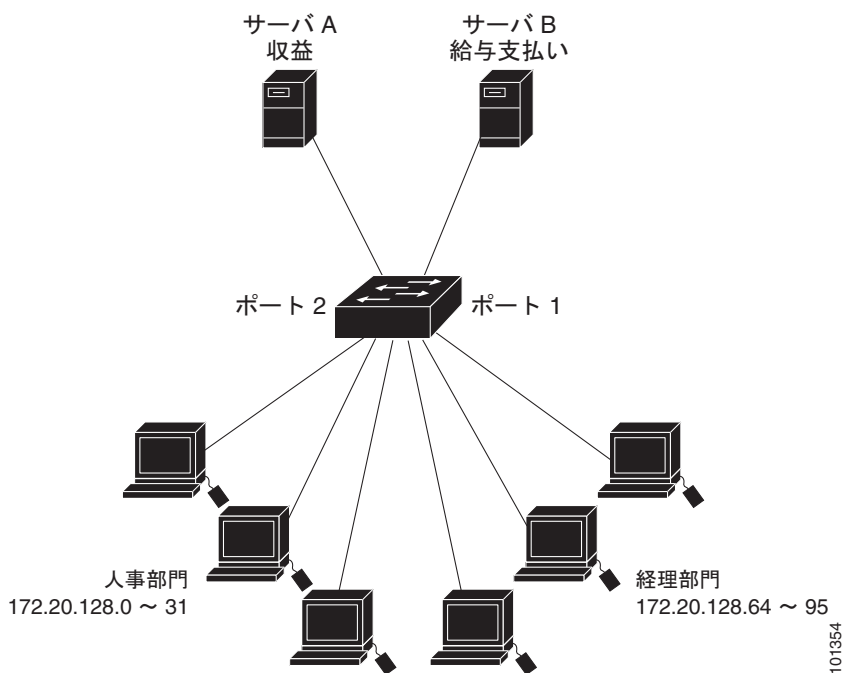 サーバ A
収益
サーバ B
給与支払い
ポート 2
ポート 1
人事部門
172.20.128.0 ～ 31
経理部門
172.20.128.64 ～ 95
101354